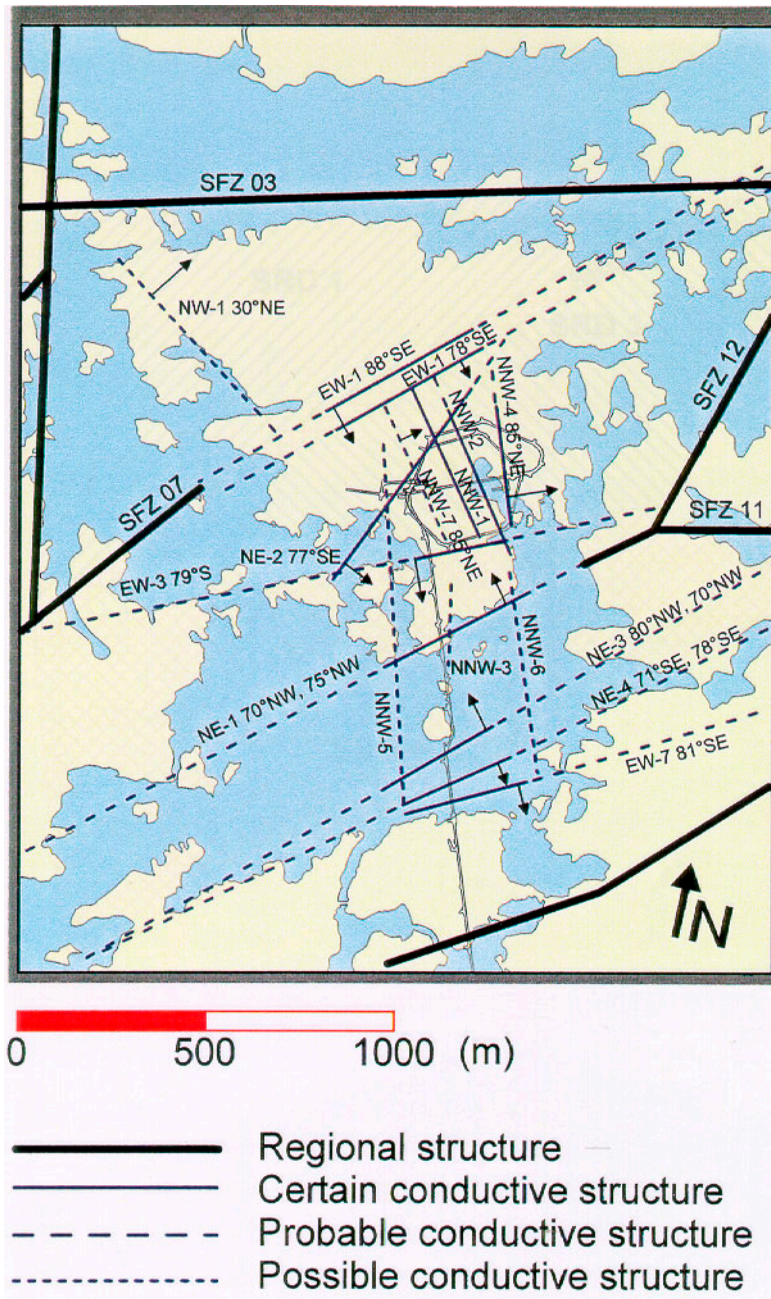 SFZ 03
NW-1 30°NE
EW-1 88°SE
EW-1 78°SE
NNW-4 85°NE
NNW-2
SFZ 12
NNW-1
NNW-7 85°NE
SFZ 07
SFZ 11
NE-2 77°SE
EW-3 79°S
NE-3 80°NW, 70°NW
NNW-3
NNW-6
NE-4 71°SE, 78°SE
NE-1 70°NW, 75°NW
NNW-5
EW-7 81°SE
N
0 500 1000 (m)
Regional structure
Certain conductive structure
Probable conductive structure
Possible conductive structure